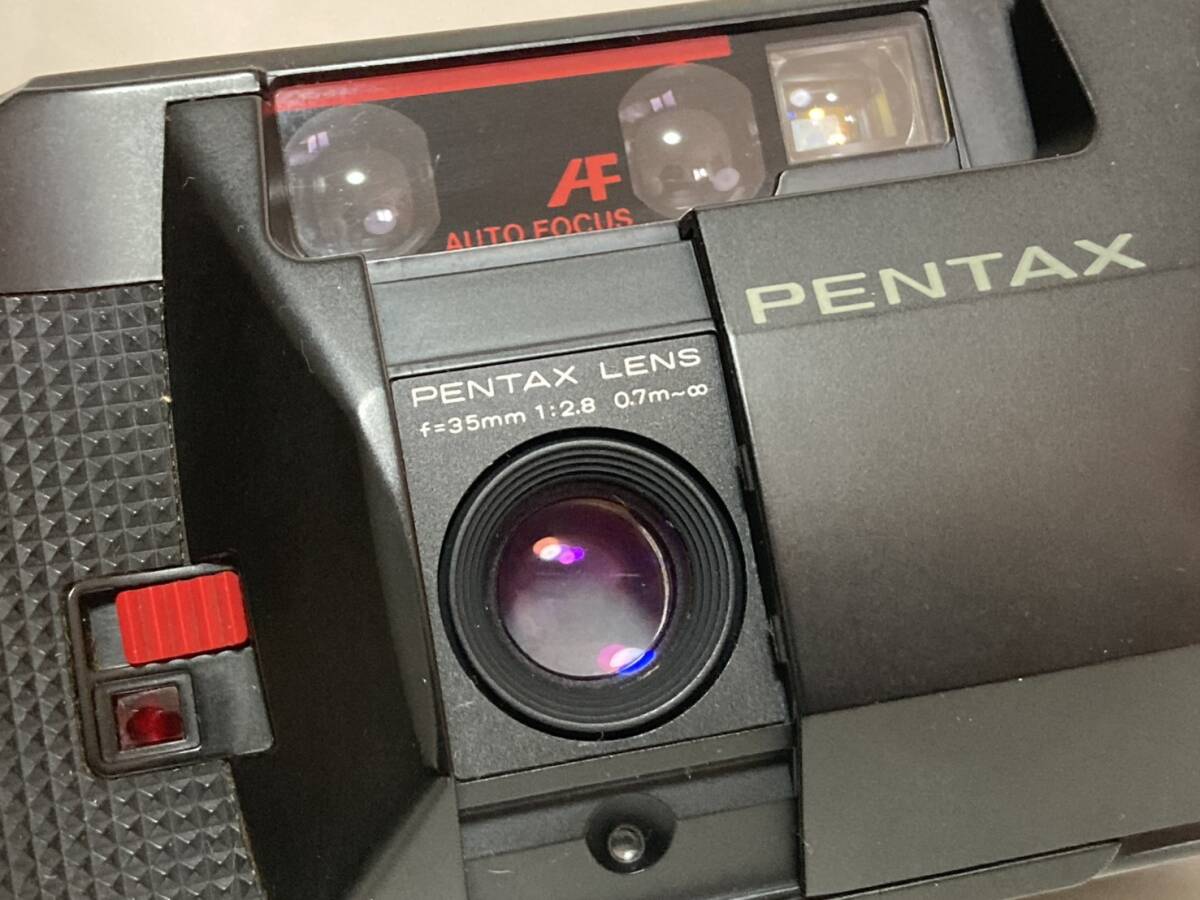 AF
AUTO FOCUS
PENTAX
PENTAX LENS
f=35mm 1:2.8 0.7m~∞